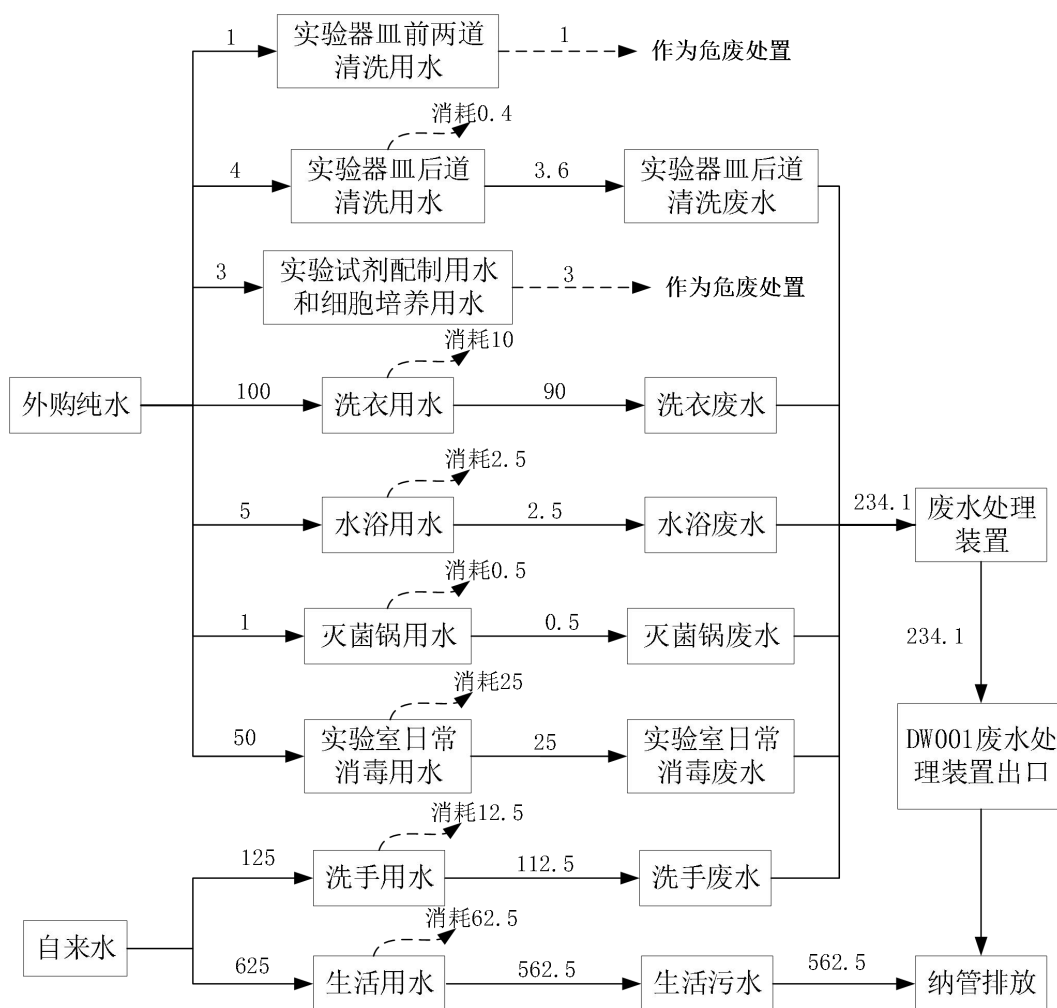 1
实验器皿前两道
清洗用水
1
作为危废处置
消耗0.4
4
实验器皿后道
清洗用水
3.6
实验器皿后道
清洗废水
3
实验试剂配制用水
和细胞培养用水
3
作为危废处置
消耗10
外购纯水
100
洗衣用水
90
洗衣废水
消耗2.5
5
水浴用水
2.5
水浴废水
234.1
废水处理
装置
消耗0.5
1
灭菌锅用水
0.5
灭菌锅废水
234.1
消耗25
50
实验室日常
消毒用水
25
实验室日常
消毒废水
DW001废水处
理装置出口
消耗12.5
125
洗手用水
112.5
洗手废水
自来水
消耗62.5
625
生活用水
562.5
生活污水
562.5
纳管排放